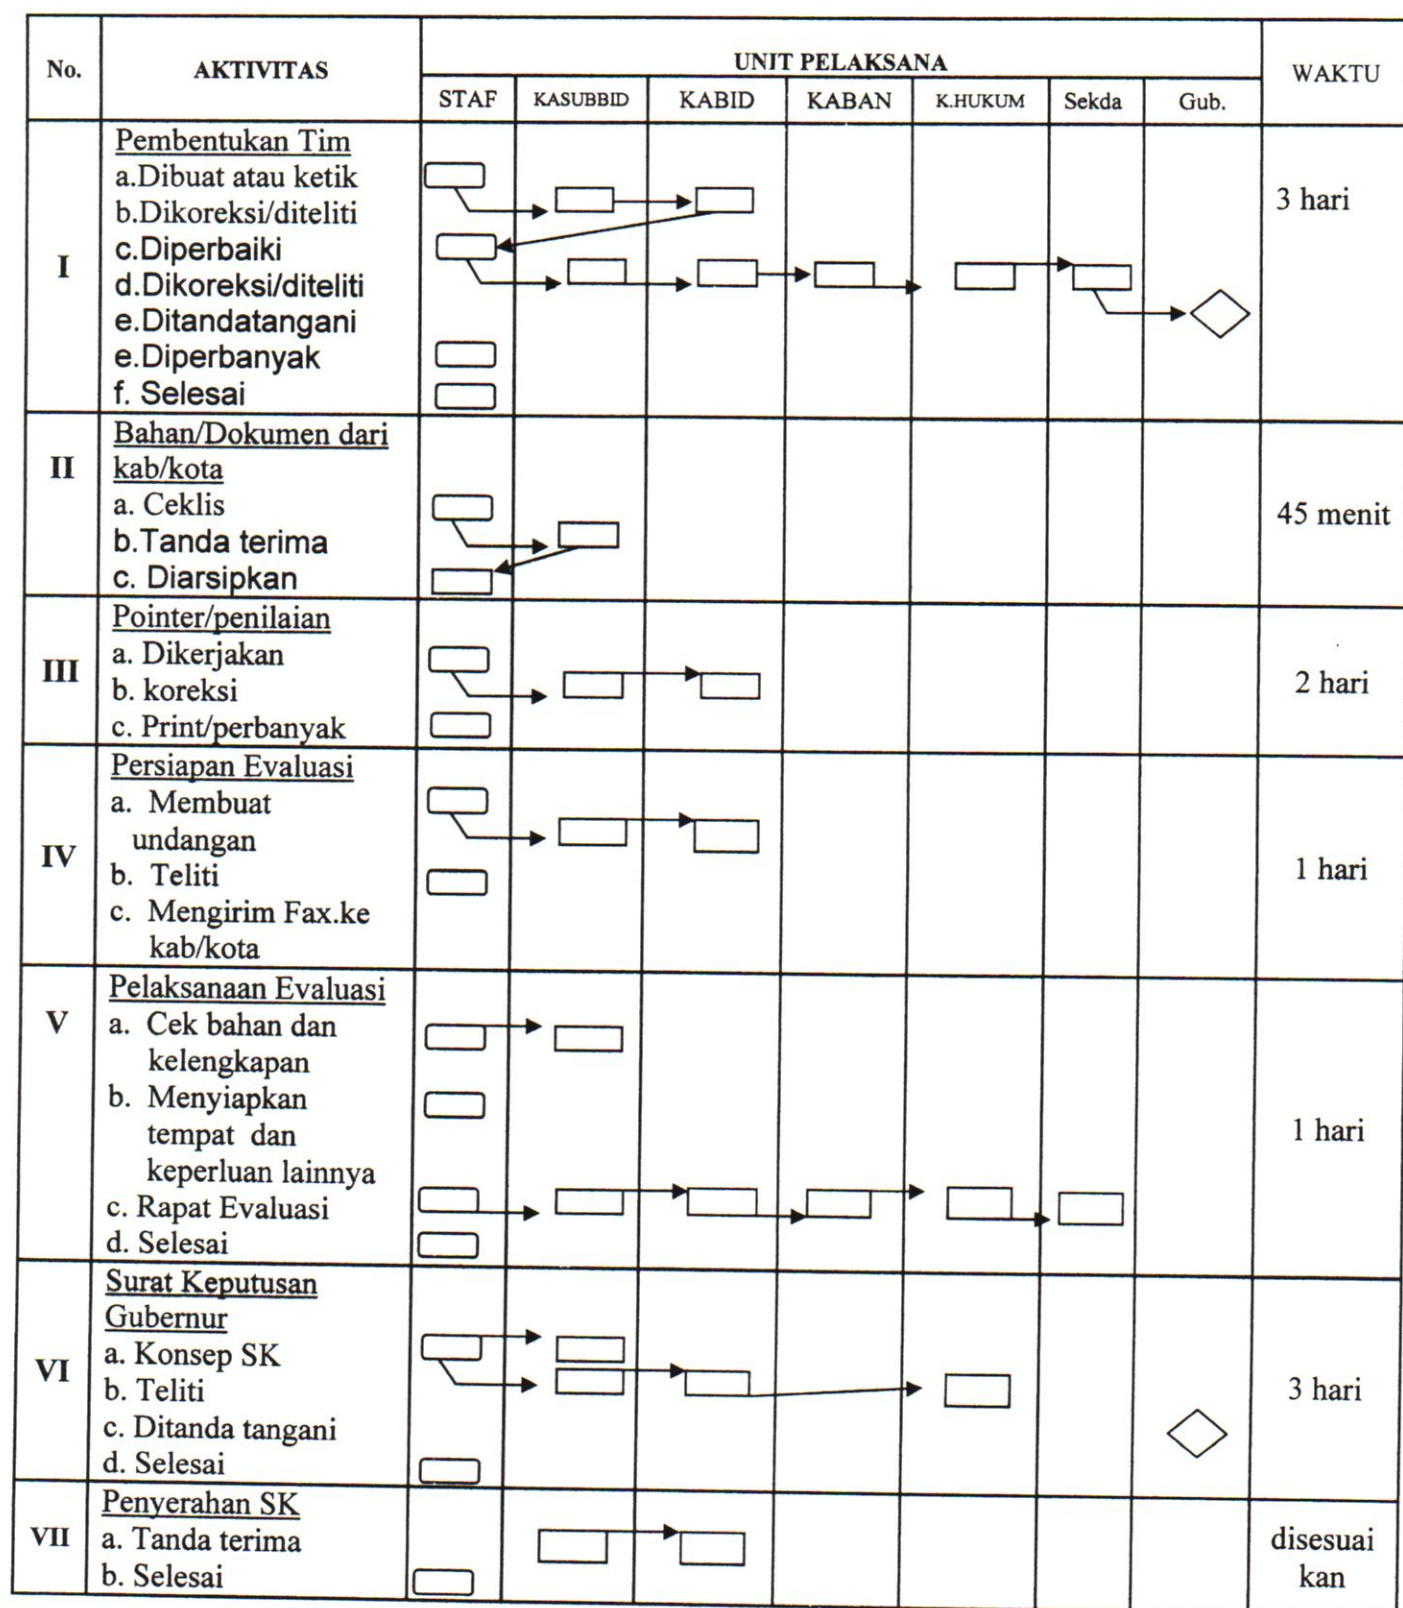 No.
AKTIVITAS
UNIT PELAKSANA
WAKTU
STAF
KASUBBID
KABID
KABAN
K.HUKUM
Sekda
Gub.
I
Pembentukan Tim
a.Dibuat atau ketik
b.Dikoreksi/diteliti
c.Diperbaiki
d.Dikoreksi/diteliti
e.Ditandatangani
e.Diperbanyak
f. Selesai
3 hari
II
Bahan/Dokumen dari
kab/kota
a. Ceklis
b.Tanda terima
c. Diarsipkan
45 menit
III
Pointer/penilaian
a. Dikerjakan
b. koreksi
c. Print/perbanyak
2 hari
IV
Persiapan Evaluasi
a. Membuat
undangan
b. Teliti
c. Mengirim Fax.ke
kab/kota
1 hari
V
Pelaksanaan Evaluasi
a. Cek bahan dan
kelengkapan
b. Menyiapkan
tempat dan
keperluan lainnya
c. Rapat Evaluasi
d. Selesai
1 hari
VI
Surat Keputusan
Gubernur
a. Konsep SK
b. Teliti
c. Ditanda tangani
d. Selesai
3 hari
VII
Penyerahan SK
a. Tanda terima
b. Selesai
disesuai
kan